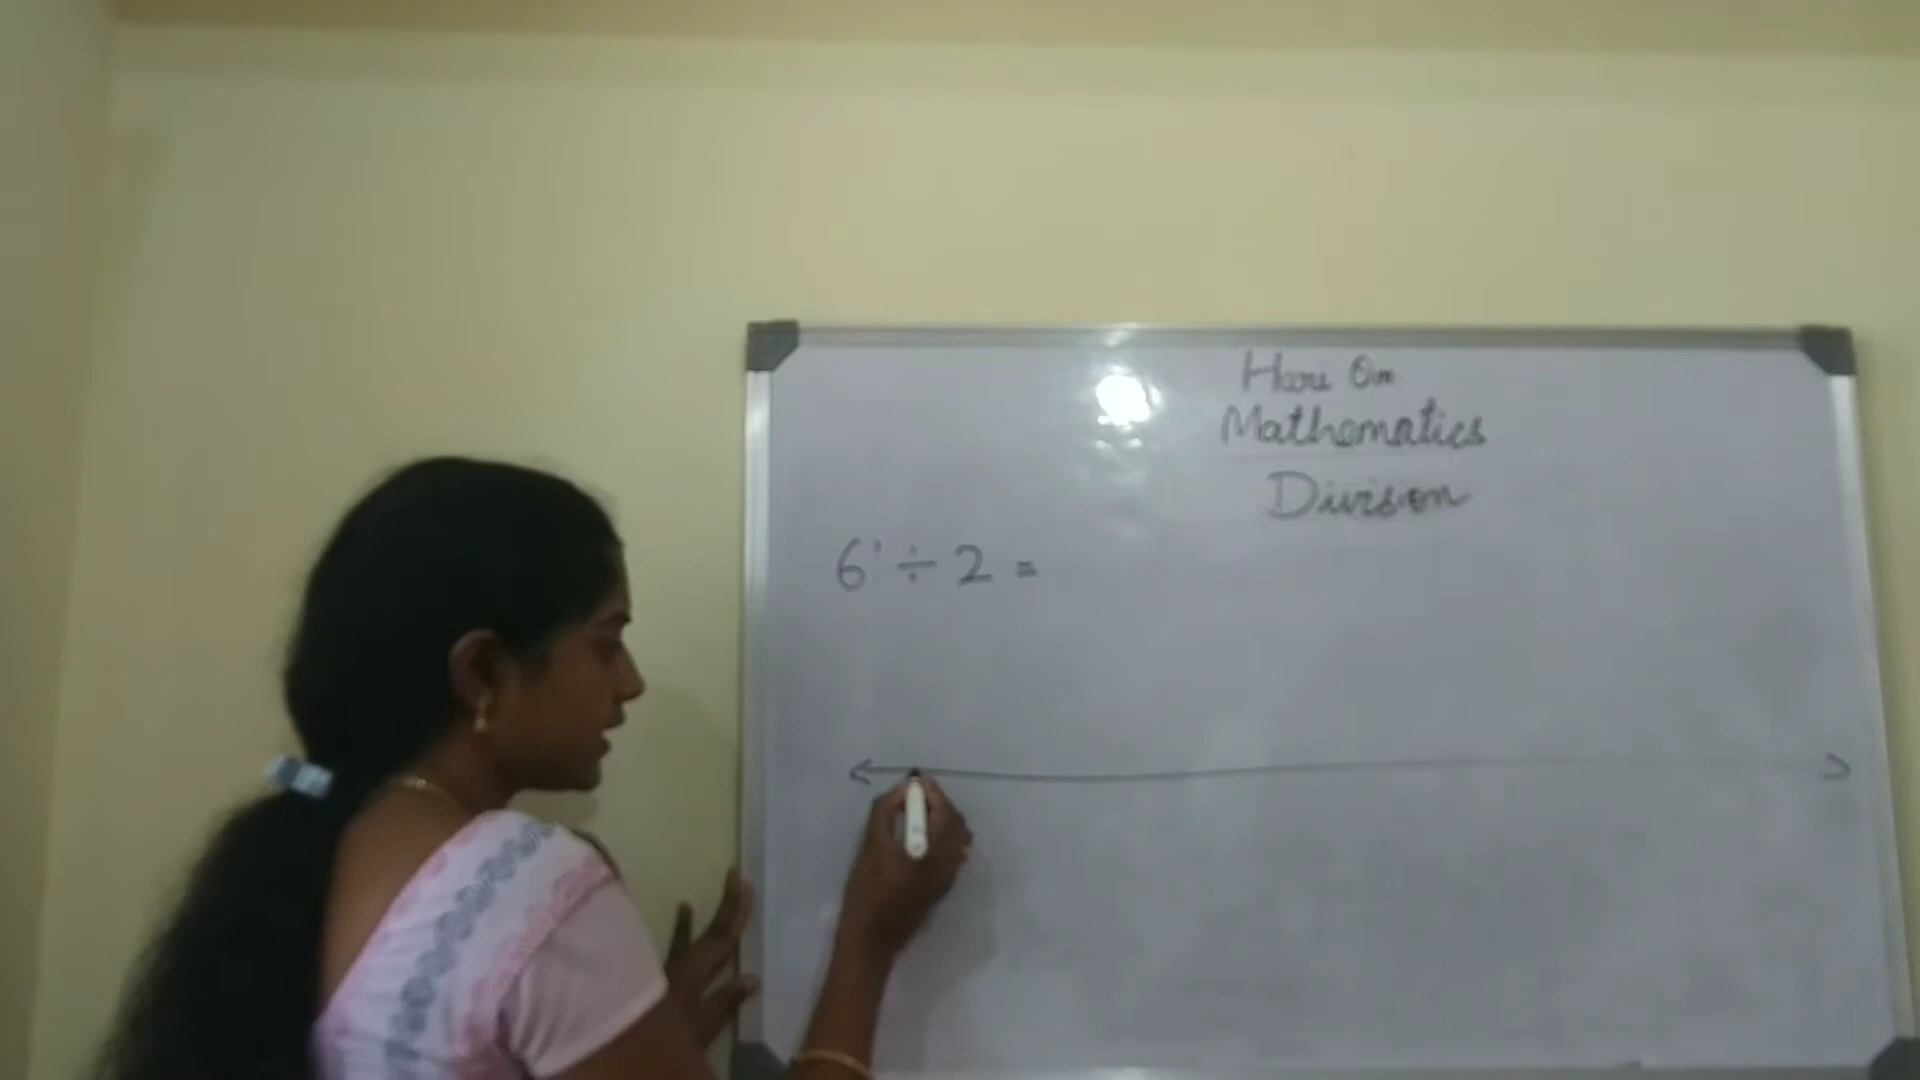 Hari Om
Mathematics
Division
6 ÷ 2 =